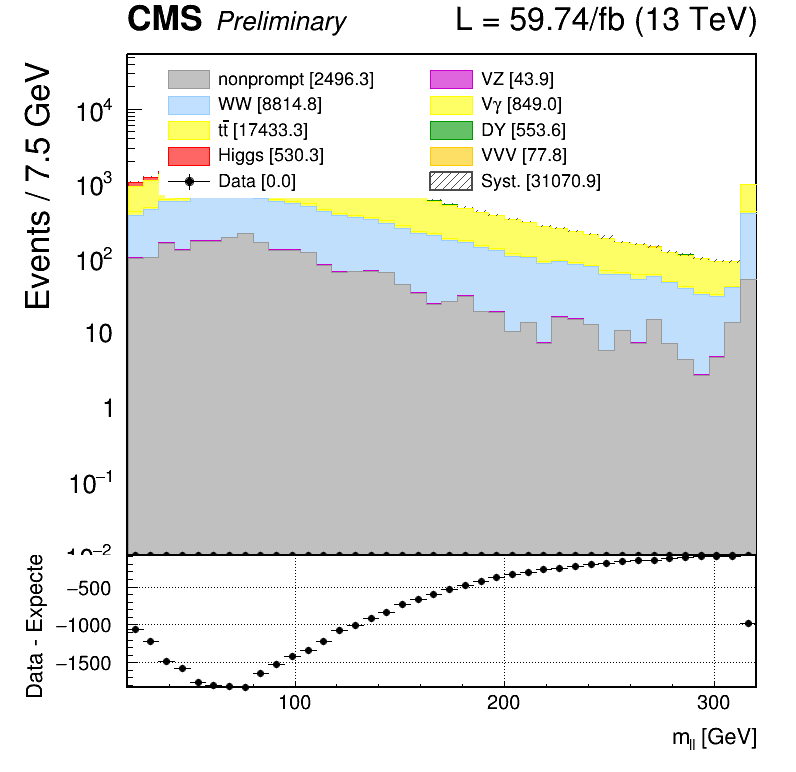 CMS Preliminary L = 59.74/fb (13 TeV)
Events / 7.5 GeV
nonprompt [2496.3] VZ [43.9]
WW [8814.8] Vγ [849.0]
tt̄ [17433.3] DY [553.6]
Higgs [530.3] VVV [77.8]
Data [0.0] Syst. [31070.9]
10⁴
10³
10²
10
1
10⁻¹
10⁻²
Data - Expecte
−500
−1000
−1500
100 200 300
mll [GeV]